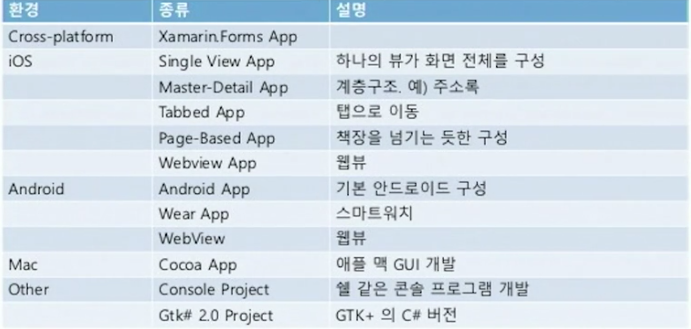 환경 종류 설명
Cross-platform Xamarin.Forms App
iOS Single View App 하나의 뷰가 화면 전체를 구성
Master-Detail App 계층구조. 예) 주소록
Tabbed App 탭으로 이동
Page-Based App 책장을 넘기는 듯한 구성
Webview App 웹뷰
Android Android App 기본 안드로이드 구성
Wear App 스마트워치
WebView 웹뷰
Mac Cocoa App 애플 맥 GUI 개발
Other Console Project 쉘 같은 콘솔 프로그램 개발
Gtk# 2.0 Project GTK+ 의 C# 버전